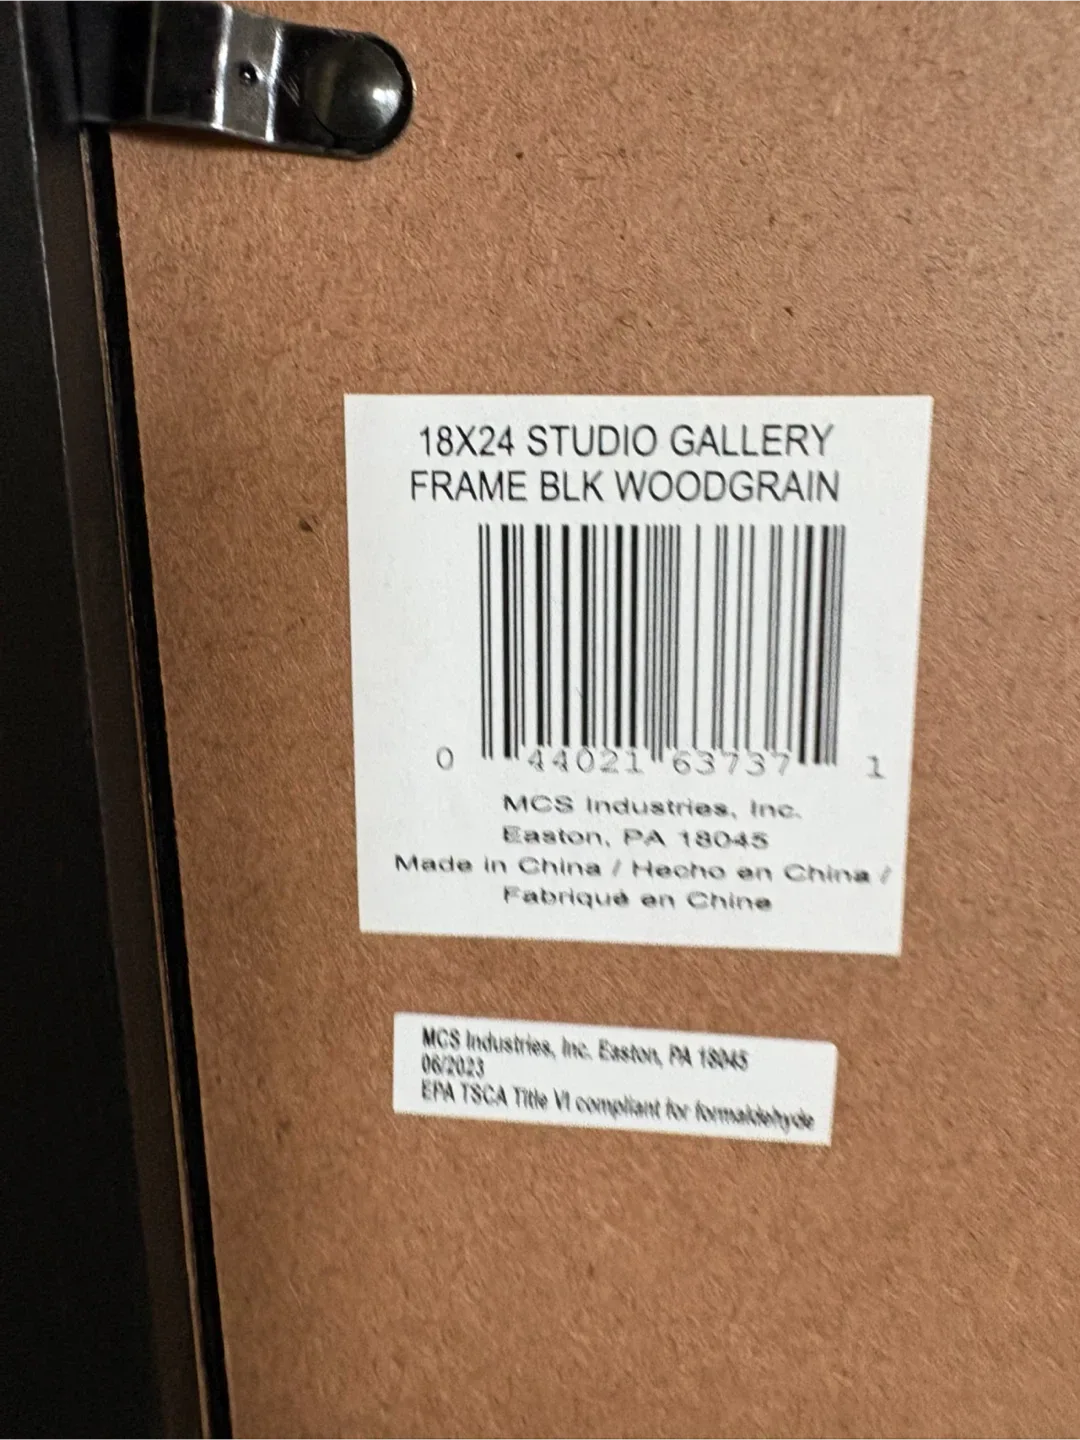 18X24 STUDIO GALLERY
FRAME BLK WOODGRAIN
0 44021 63737 1
MCS Industries, Inc.
Easton, PA 18045
Made in China / Hecho en China /
Fabriqué en Chine
MCS Industries, Inc. Easton, PA 18045
06/2023
EPA TSCA Title VI compliant for formaldehyde